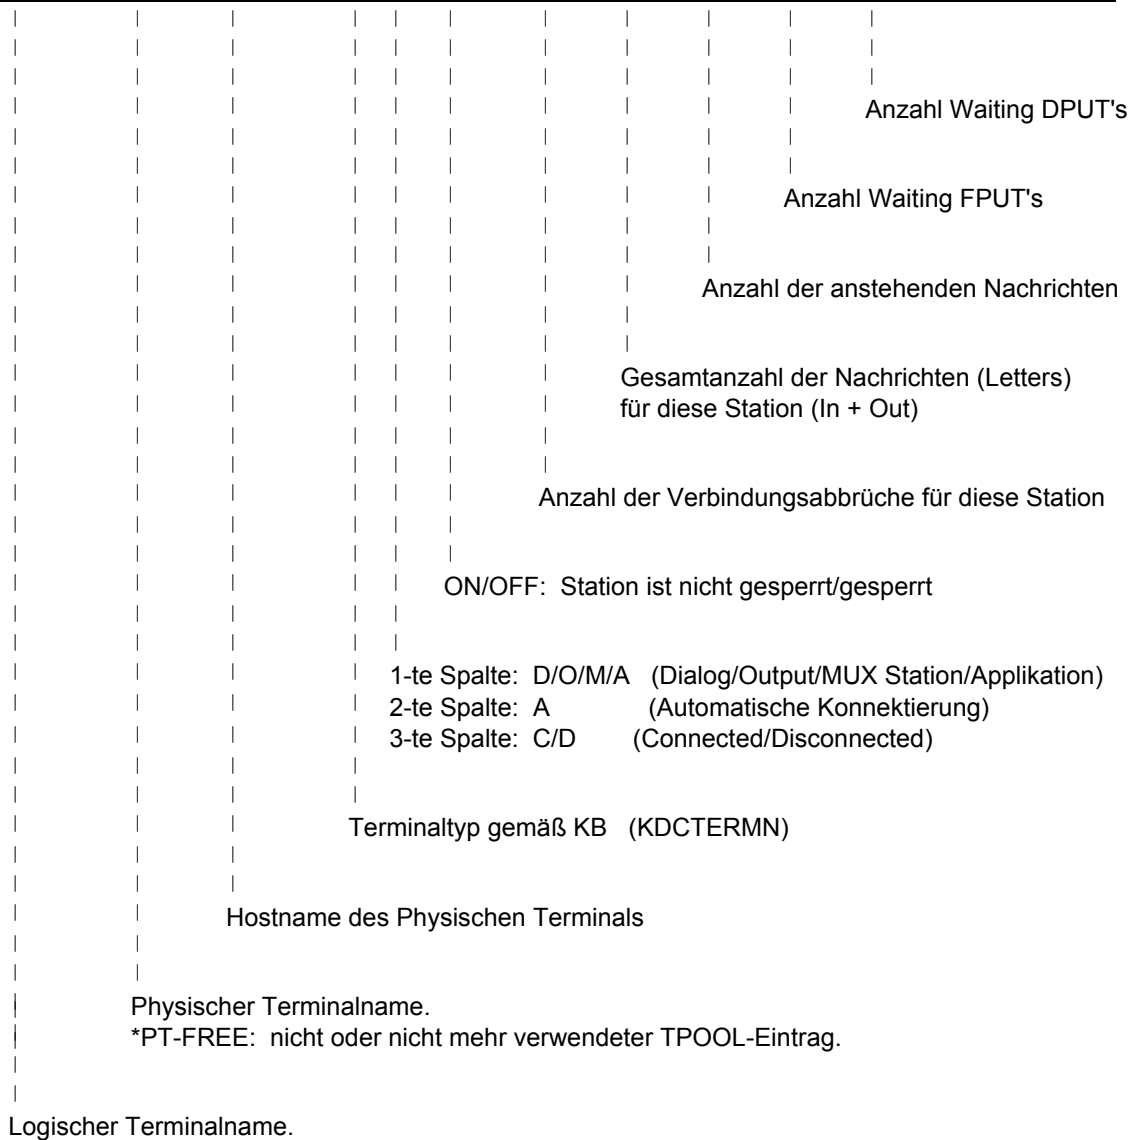 Anzahl Waiting DPUT's
Anzahl Waiting FPUT's
Anzahl der anstehenden Nachrichten
Gesamtanzahl der Nachrichten (Letters)
für diese Station (In + Out)
Anzahl der Verbindungsabbrüche für diese Station
ON/OFF: Station ist nicht gesperrt/gesperrt
1-te Spalte: D/O/M/A (Dialog/Output/MUX Station/Applikation)
2-te Spalte: A (Automatische Konnektierung)
3-te Spalte: C/D (Connected/Disconnected)
Terminaltyp gemäß KB (KDCTERMN)
Hostname des Physischen Terminals
Physischer Terminalname.
*PT-FREE: nicht oder nicht mehr verwendeter TPOOL-Eintrag.
Logischer Terminalname.